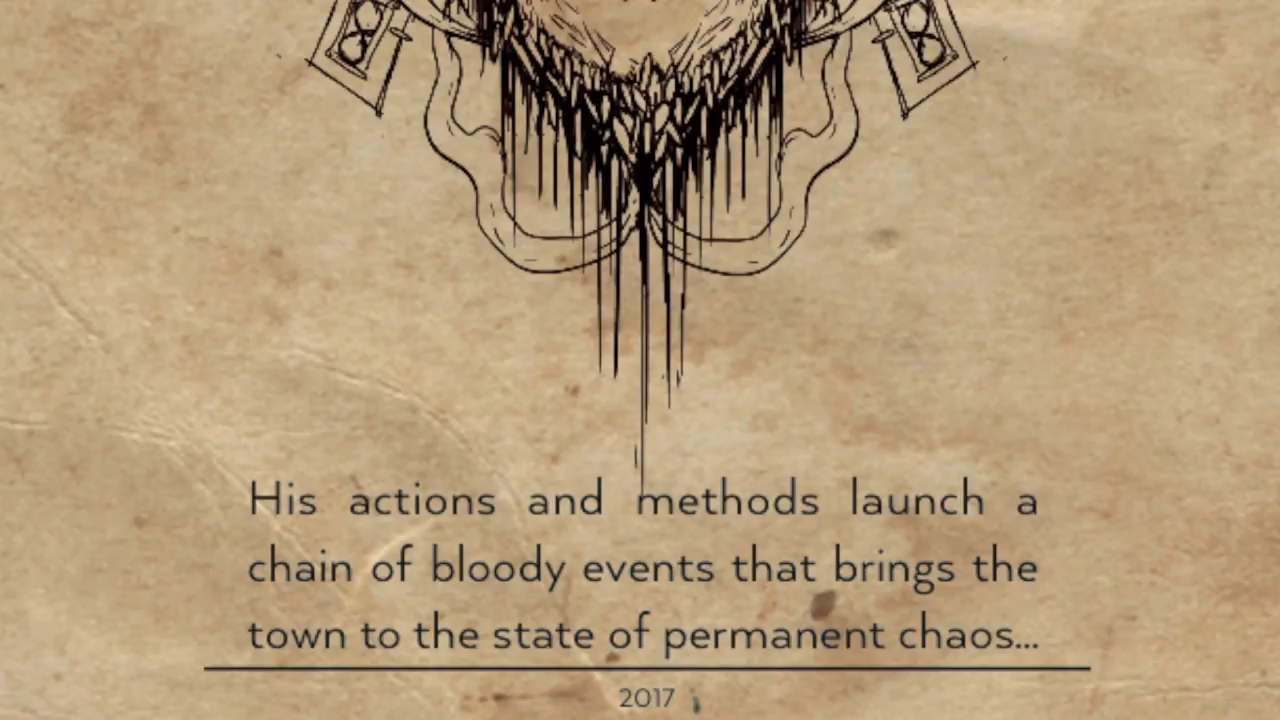 His actions and methods launch a
chain of bloody events that brings the
town to the state of permanent chaos...
2017